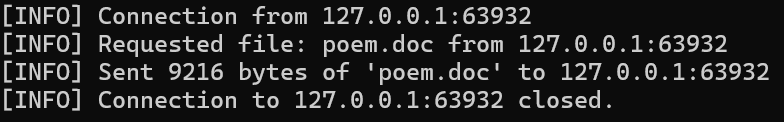 [INFO] Connection from 127.0.0.1:63932
[INFO] Requested file: poem.doc from 127.0.0.1:63932
[INFO] Sent 9216 bytes of 'poem.doc' to 127.0.0.1:63932
[INFO] Connection to 127.0.0.1:63932 closed.